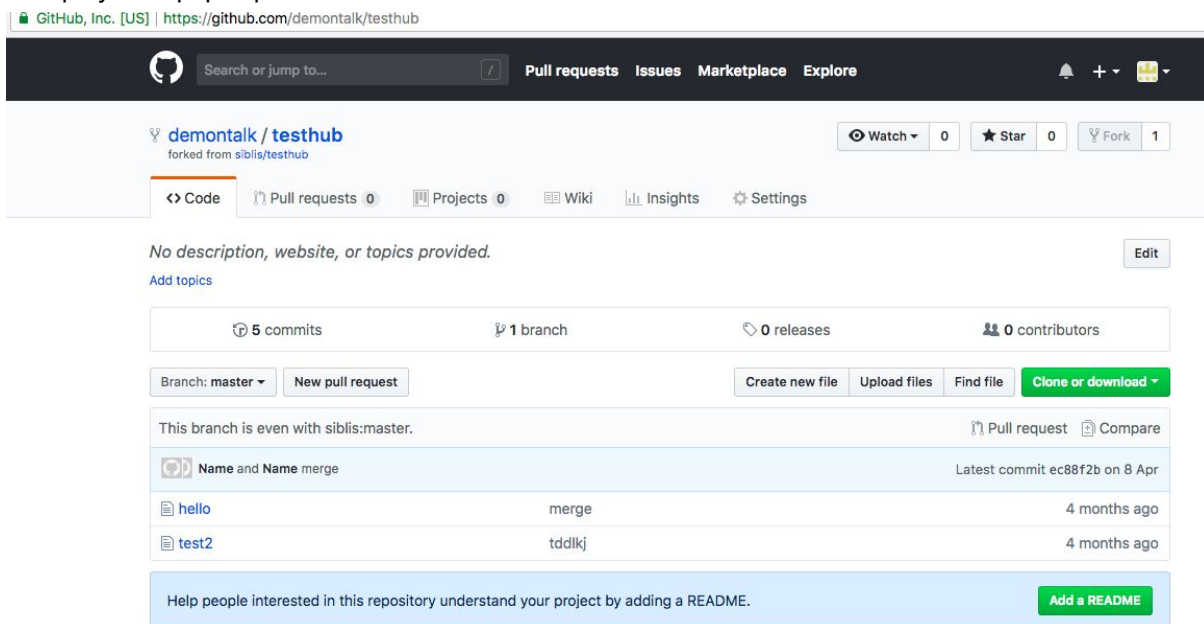 GitHub, Inc. [US] | https://github.com/demontalk/testhub
Search or jump to... / Pull requests Issues Marketplace Explore
demontalk / testhub Watch 0 Star 0 Fork 1
forked from siblis/testhub
Code Pull requests 0 Projects 0 Wiki Insights Settings
No description, website, or topics provided. Edit
Add topics
5 commits 1 branch 0 releases 0 contributors
Branch: master New pull request Create new file Upload files Find file Clone or download
This branch is even with siblis:master. Pull request Compare
Name and Name merge Latest commit ec88f2b on 8 Apr
hello merge 4 months ago
test2 tddlkj 4 months ago
Help people interested in this repository understand your project by adding a README. Add a README